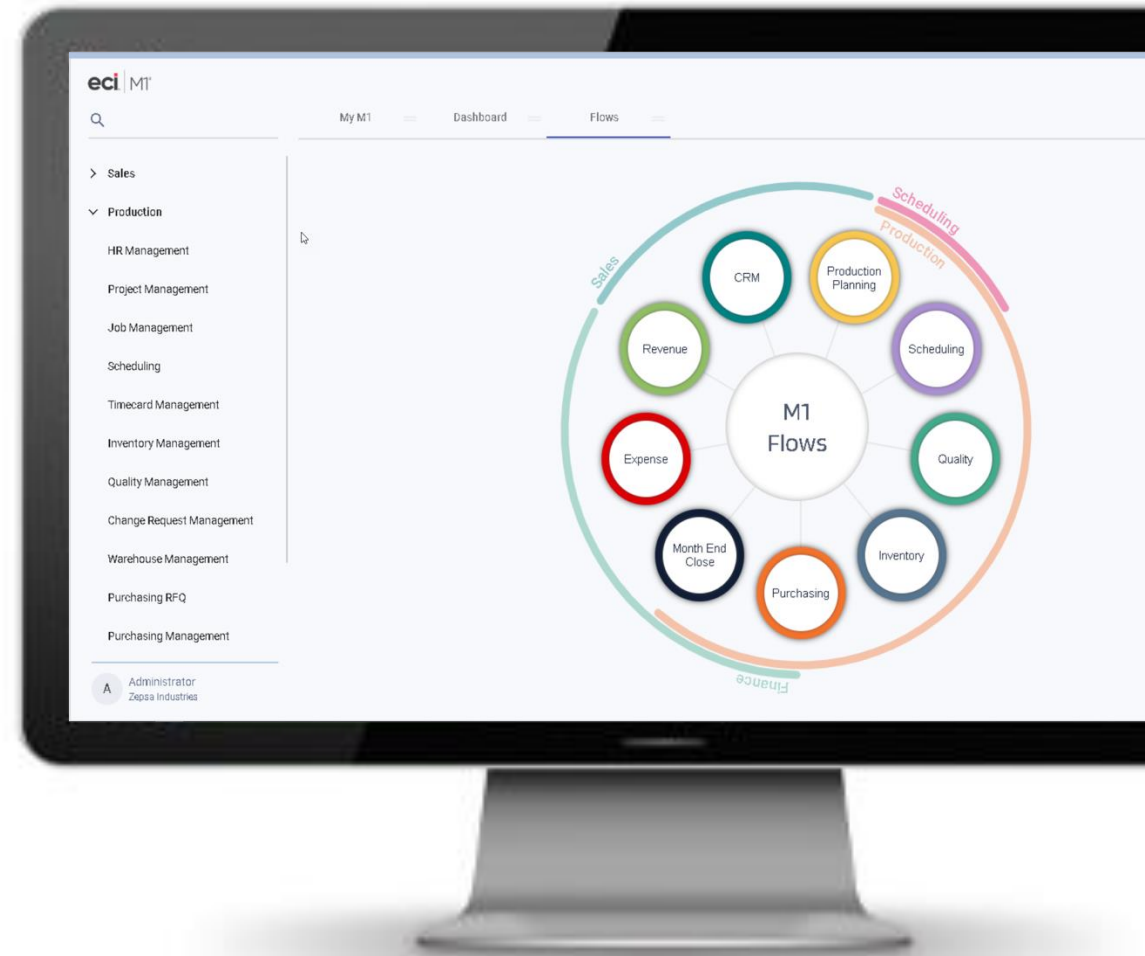 eci M1
My M1
Dashboard
Flows
Sales
Production
HR Management
Project Management
Job Management
Scheduling
Timecard Management
Inventory Management
Quality Management
Change Request Management
Warehouse Management
Purchasing RFQ
Purchasing Management
A
Administrator
Zepsa Industries
Sales
Scheduling
Production
Finance
CRM
Production
Planning
Revenue
Scheduling
M1
Flows
Expense
Quality
Month End
Close
Inventory
Purchasing